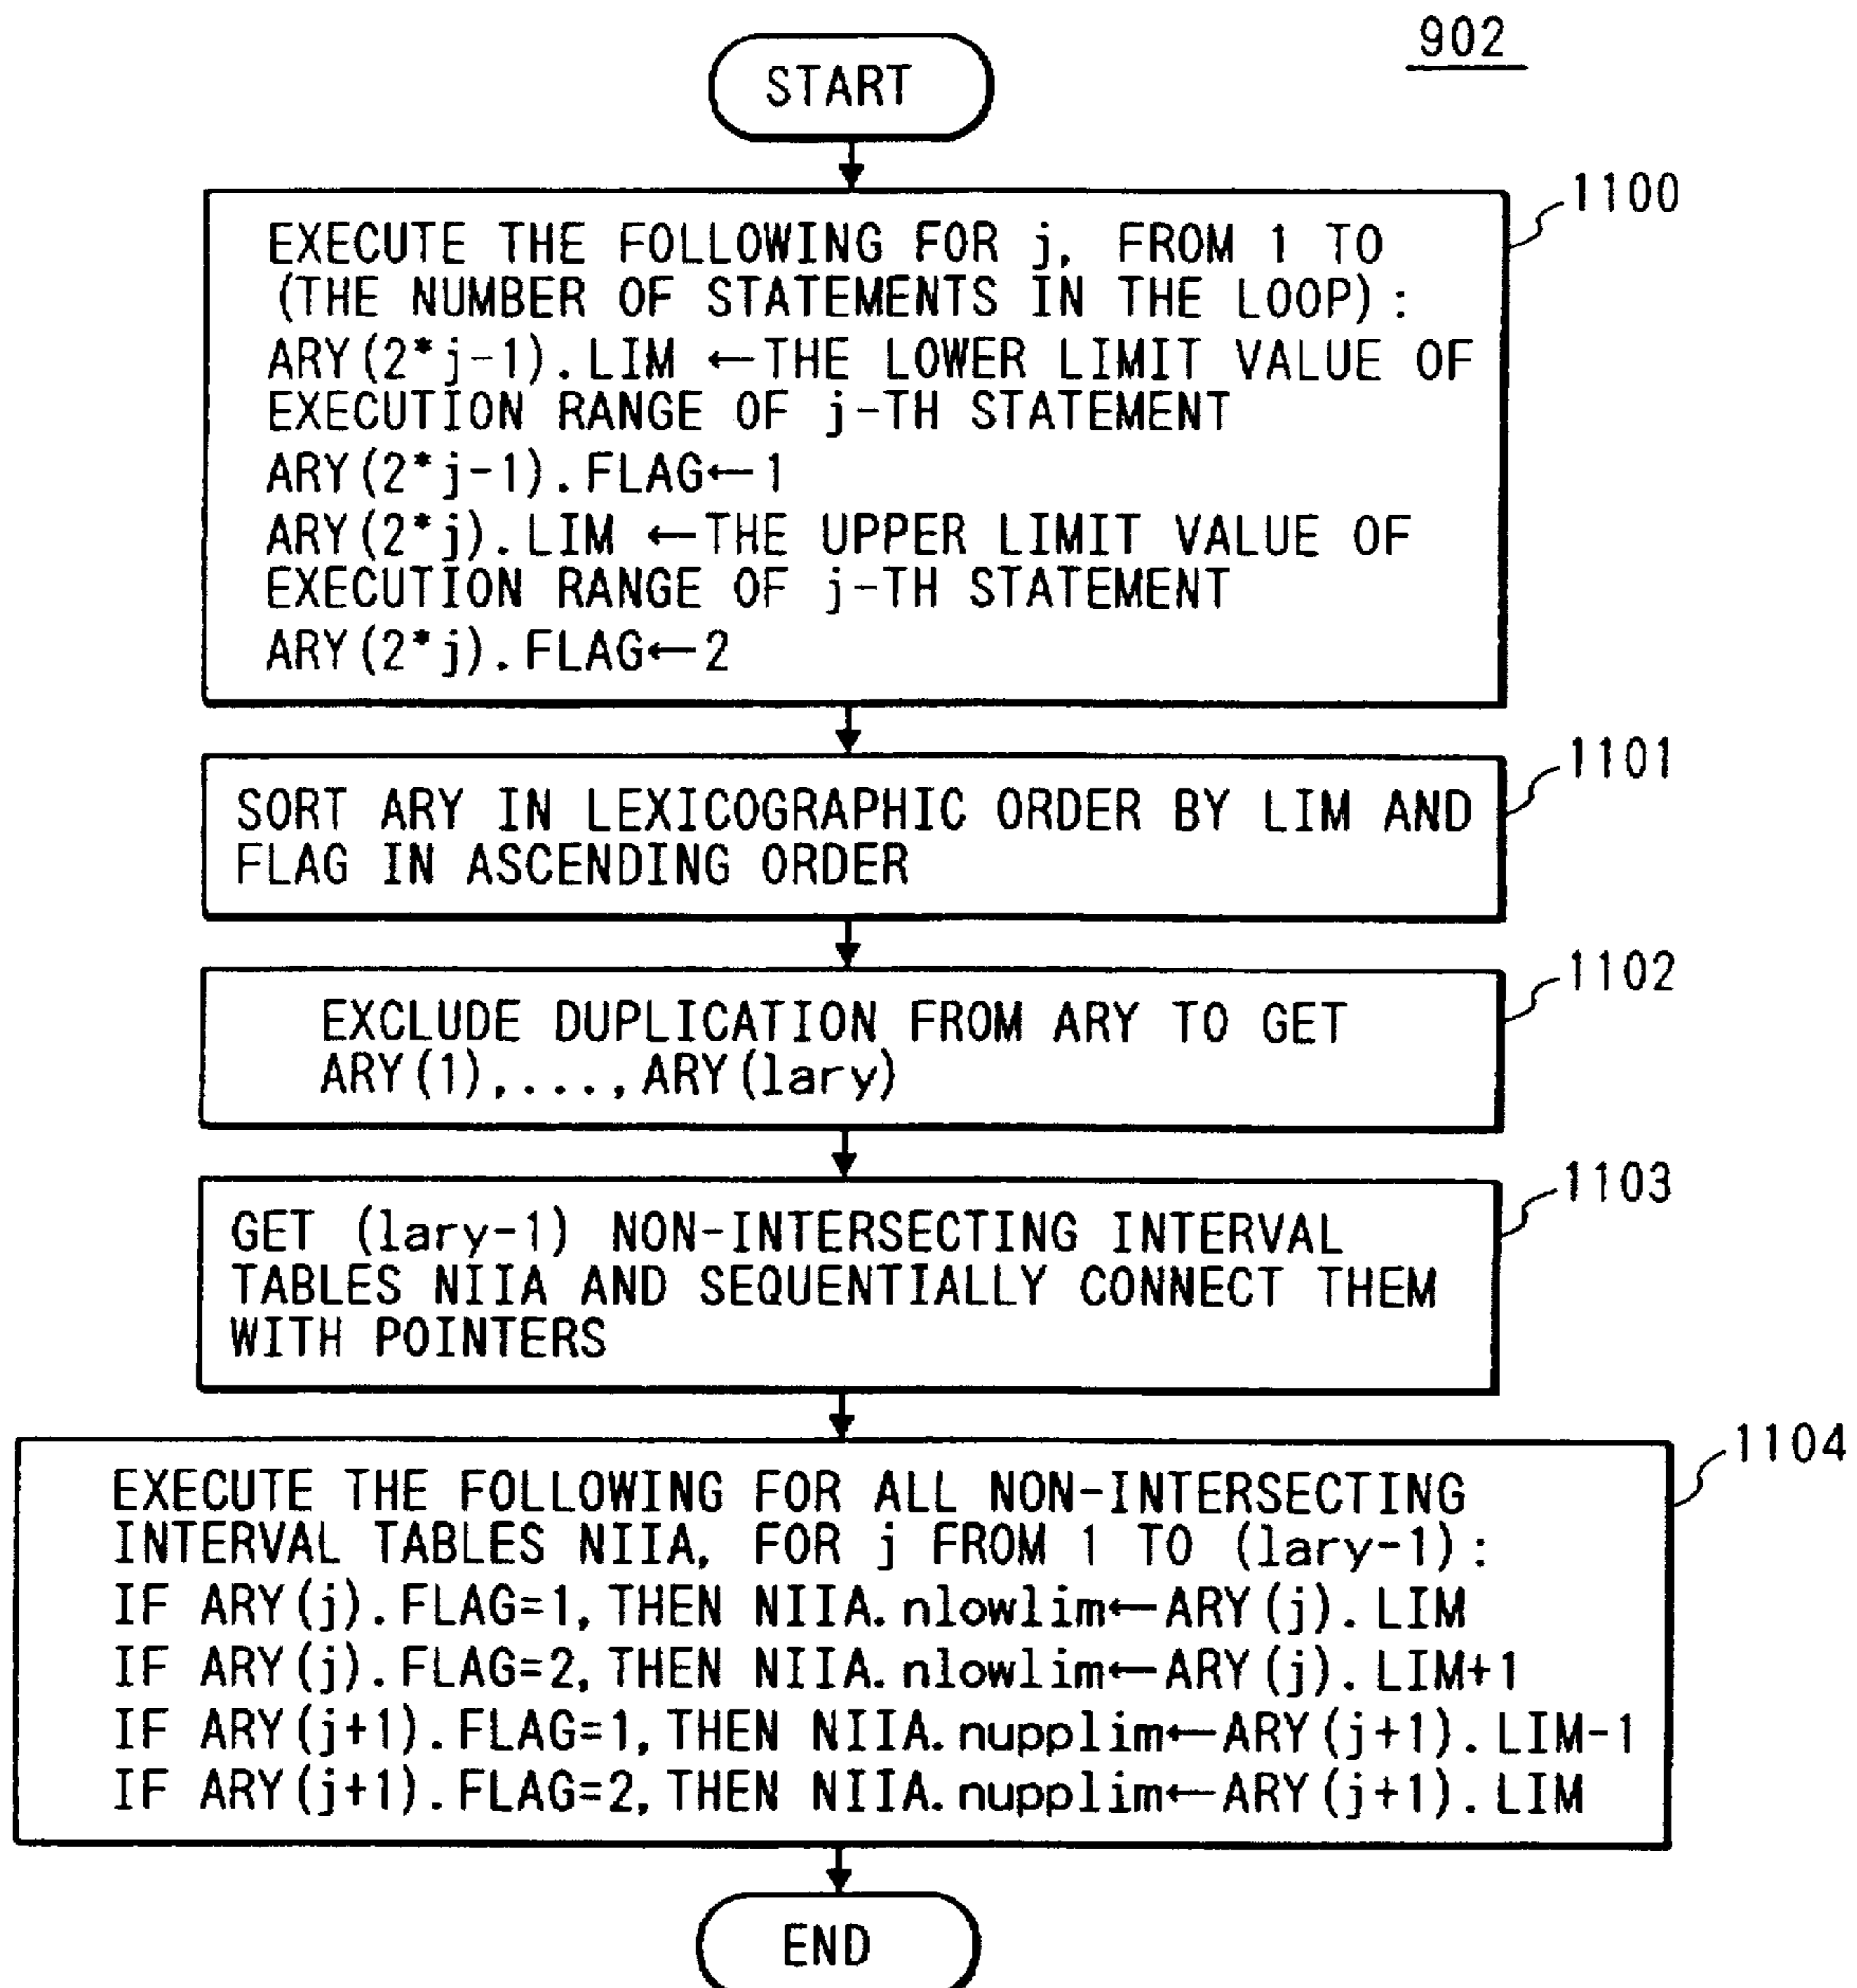 902
START
1100
EXECUTE THE FOLLOWING FOR j, FROM 1 TO
(THE NUMBER OF STATEMENTS IN THE LOOP):
ARY(2*j-1).LIM ←THE LOWER LIMIT VALUE OF
EXECUTION RANGE OF j-TH STATEMENT
ARY(2*j-1).FLAG←1
ARY(2*j).LIM ←THE UPPER LIMIT VALUE OF
EXECUTION RANGE OF j-TH STATEMENT
ARY(2*j).FLAG←2
1101
SORT ARY IN LEXICOGRAPHIC ORDER BY LIM AND
FLAG IN ASCENDING ORDER
1102
EXCLUDE DUPLICATION FROM ARY TO GET
ARY(1),....,ARY(lary)
1103
GET (lary-1) NON-INTERSECTING INTERVAL
TABLES NIIA AND SEQUENTIALLY CONNECT THEM
WITH POINTERS
1104
EXECUTE THE FOLLOWING FOR ALL NON-INTERSECTING
INTERVAL TABLES NIIA, FOR j FROM 1 TO (lary-1):
IF ARY(j).FLAG=1,THEN NIIA.nlowlim←ARY(j).LIM
IF ARY(j).FLAG=2,THEN NIIA.nlowlim←ARY(j).LIM+1
IF ARY(j+1).FLAG=1,THEN NIIA.nupplim←ARY(j+1).LIM-1
IF ARY(j+1).FLAG=2,THEN NIIA.nupplim←ARY(j+1).LIM
END